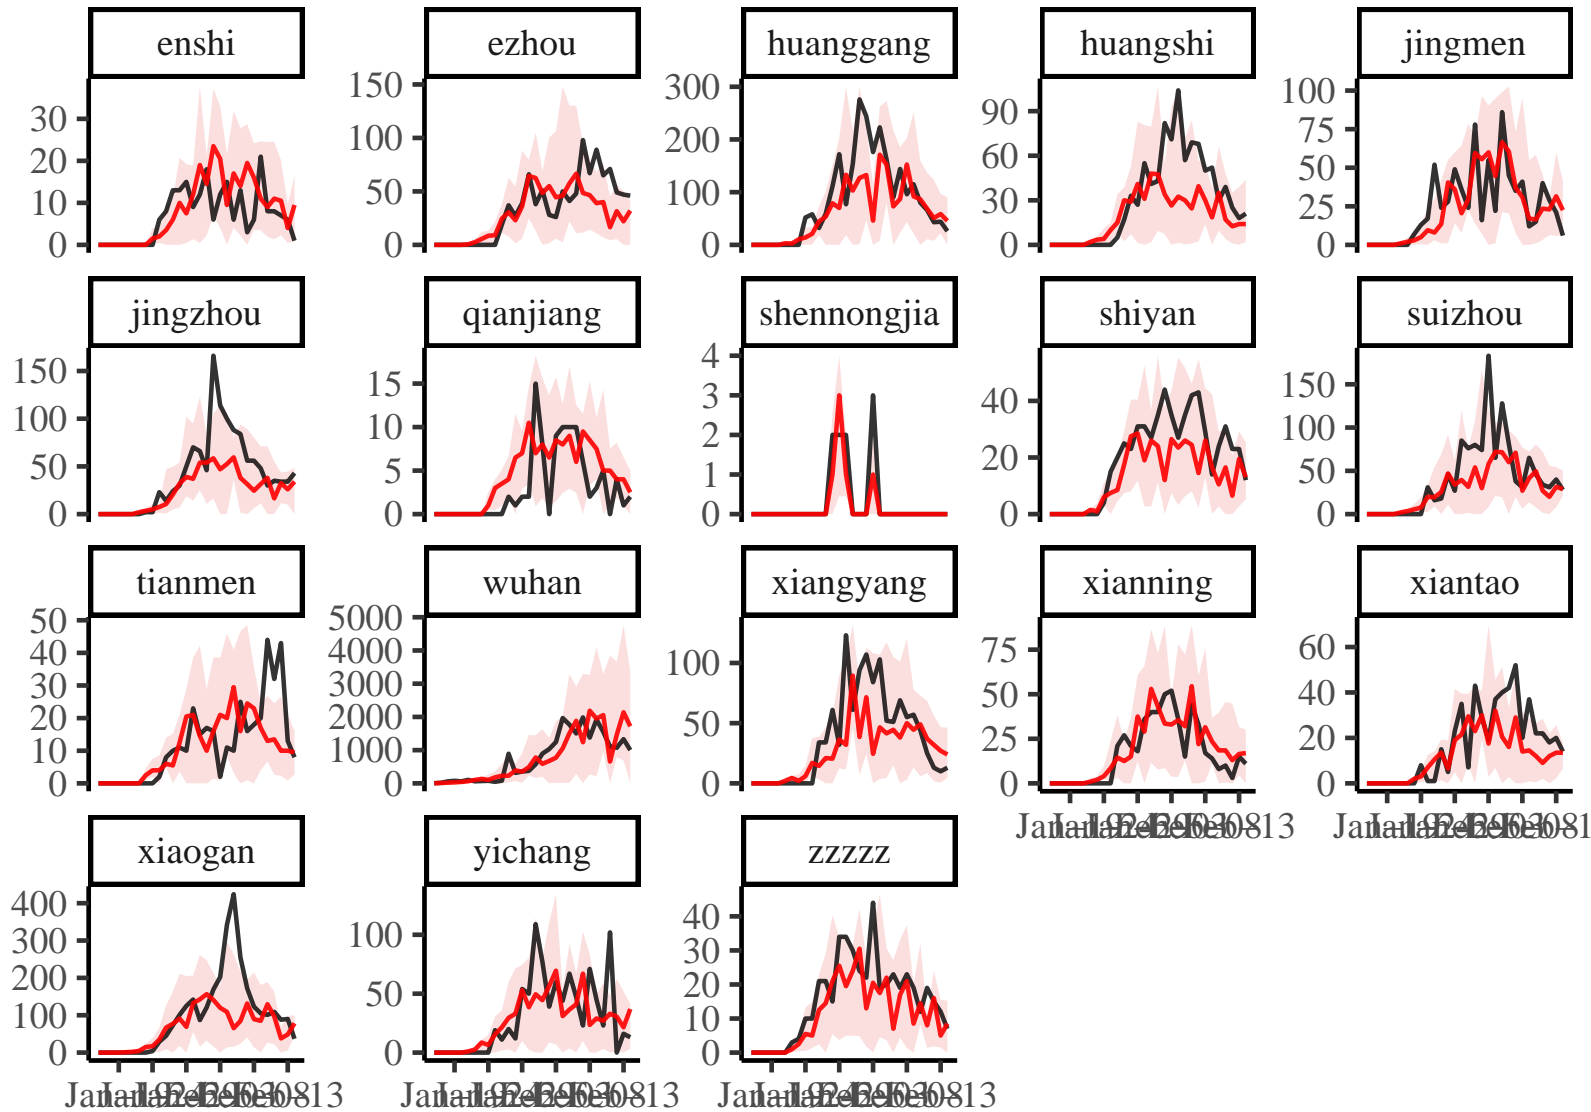 enshi ezhou huanggang huangshi jingmen
30 20 10 0
150 100 50 0
300 200 100 0
90 60 30 0
100 75 50 25 0
jingzhou qianjiang shennongjia shiyan suizhou
150 100 50 0
15 10 5 0
4 3 2 1 0
40 20 0
150 100 50 0
tianmen wuhan xiangyang xianning xiantao
50 40 30 20 10 0
5000 4000 3000 2000 1000 0
100 50 0
75 50 25 0
60 40 20 0
xiaogan yichang zzzzz
400 300 200 100 0
100 50 0
40 30 20 10 0